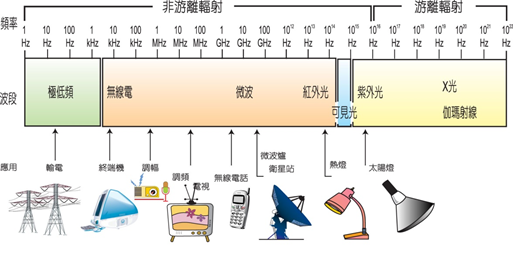 非游離輻射 游離輻射
頻率 1 Hz 10 Hz 100 Hz 1 kHz 10 kHz 100 kHz 1 MHz 10 MHz 100 MHz 1 GHz 10 GHz 100 GHz 10¹² Hz 10¹³ Hz 10¹⁴ Hz 10¹⁵ Hz 10¹⁶ Hz 10¹⁷ Hz 10¹⁸ Hz 10¹⁹ Hz 10²⁰ Hz 10²¹ Hz 10²² Hz
波段 極低頻 無線電 微波 紅外光 可見光 紫外光 X光
伽瑪射線
應用 輸電 終端機 調幅 調頻 電視 無線電話 微波爐 衛星站 熱燈 太陽燈